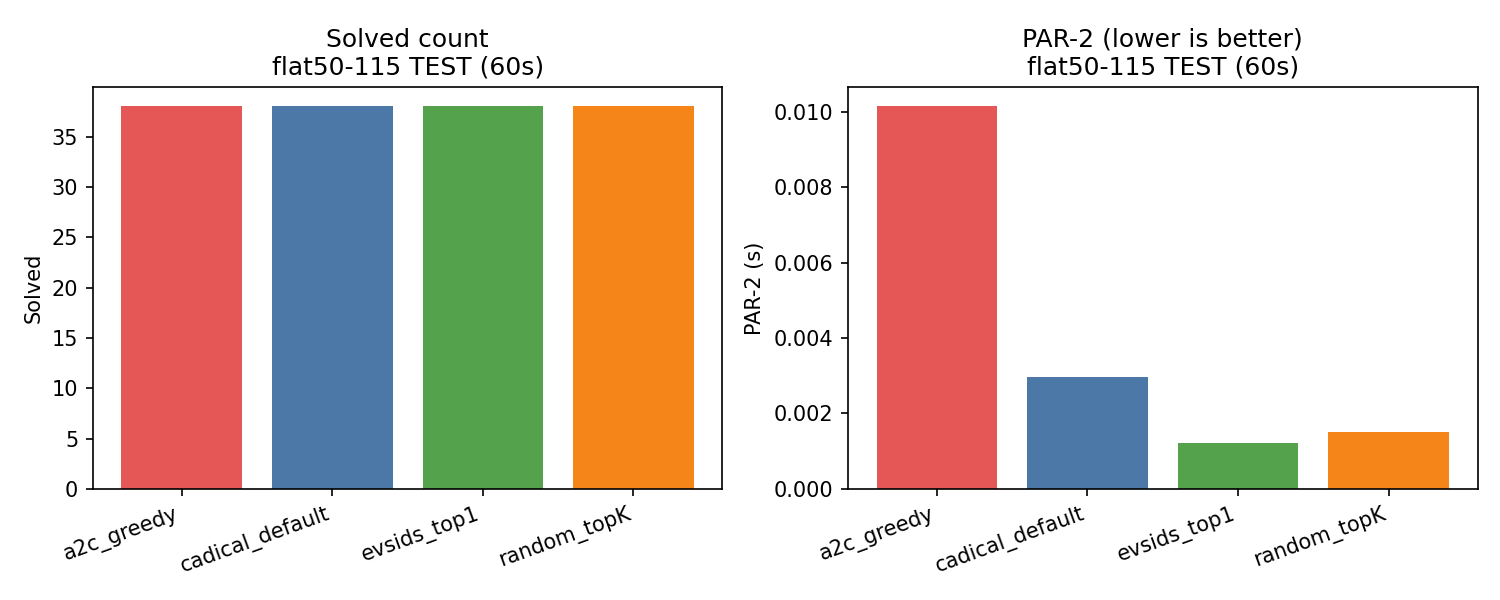 Solved count
flat50-115 TEST (60s)
Solved
35
30
25
20
15
10
5
0
a2c_greedy
cadical_default
evsids_top1
random_topK
PAR-2 (lower is better)
flat50-115 TEST (60s)
PAR-2 (s)
0.010
0.008
0.006
0.004
0.002
0.000
a2c_greedy
cadical_default
evsids_top1
random_topK